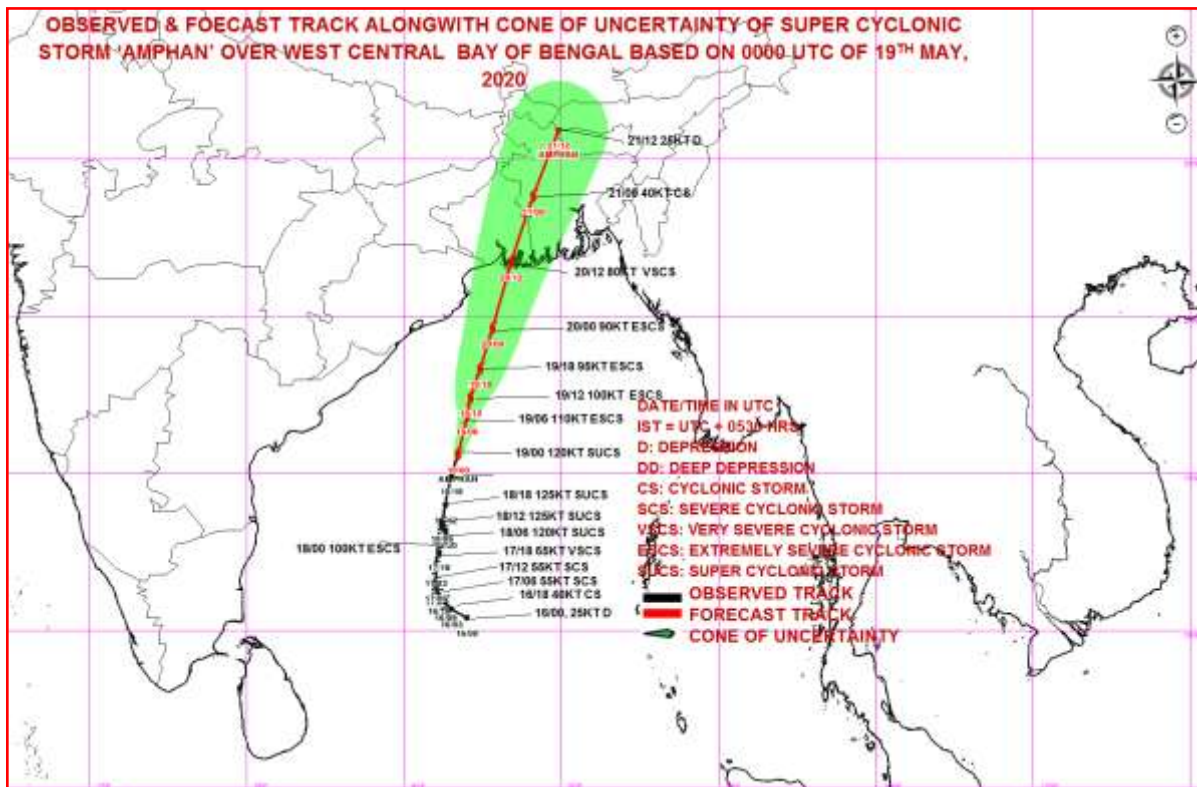 OBSERVED & FOECAST TRACK ALONGWITH CONE OF UNCERTAINTY OF SUPER CYCLONIC
STORM 'AMPHAN' OVER WEST CENTRAL BAY OF BENGAL BASED ON 0000 UTC OF 19TH MAY,
2020
21/12 25KT D
AMPHAN
21/00 40KT CS
20/12 80KT VSCS
20/00 90KT ESCS
19/18 95KT ESCS
19/12 100KT ESCS
19/06 110KT ESCS
19/00 120KT SUCS
AMPHAN
18/18 125KT SUCS
18/12 125KT SUCS
18/06 120KT SUCS
18/00 100KT ESCS
17/18 65KT VSCS
17/12 55KT SCS
17/06 55KT SCS
16/18 40KT CS
16/00, 25KT D
DATE/TIME IN UTC
IST = UTC + 0530 HRS
D: DEPRESSION
DD: DEEP DEPRESSION
CS: CYCLONIC STORM
SCS: SEVERE CYCLONIC STORM
VSCS: VERY SEVERE CYCLONIC STORM
ESCS: EXTREMELY SEVERE CYCLONIC STORM
SUCS: SUPER CYCLONIC STORM
OBSERVED TRACK
FORECAST TRACK
CONE OF UNCERTAINTY